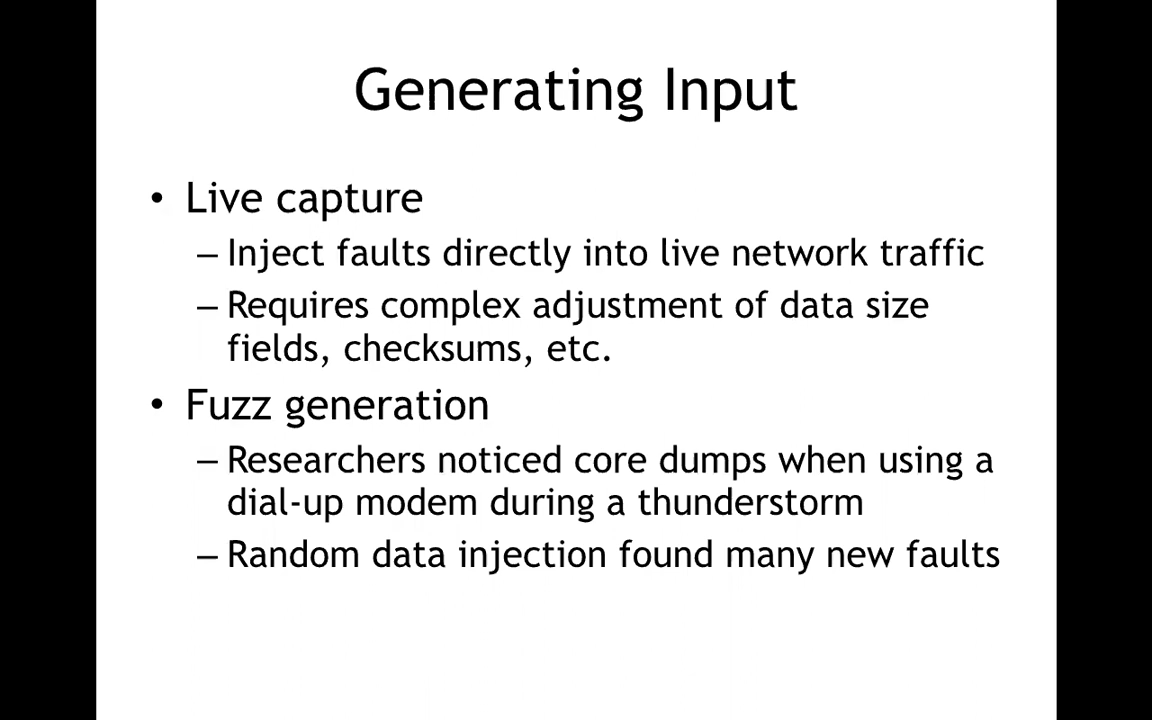 Generating Input
• Live capture
– Inject faults directly into live network traffic
– Requires complex adjustment of data size
fields, checksums, etc.
• Fuzz generation
– Researchers noticed core dumps when using a
dial-up modem during a thunderstorm
– Random data injection found many new faults